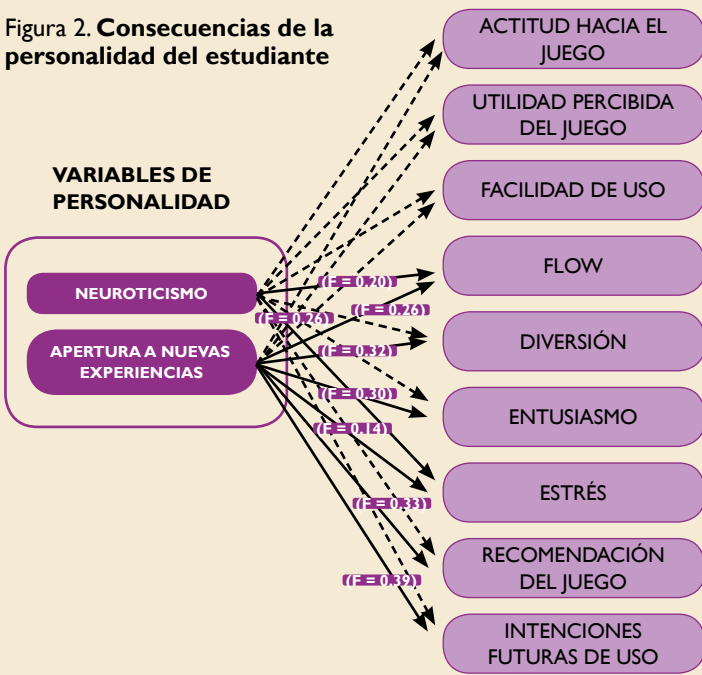 Figura 2. Consecuencias de la
personalidad del estudiante
VARIABLES DE
PERSONALIDAD
NEUROTICISMO
APERTURA A NUEVAS
EXPERIENCIAS
(F = 0.20)
(F = 0.26)
(F = 0.26)
(F = 0.32)
(F = 0.30)
(F = 0.14)
(F = 0.33)
(F = 0.39)
ACTITUD HACIA EL
JUEGO
UTILIDAD PERCIBIDA
DEL JUEGO
FACILIDAD DE USO
FLOW
DIVERSIÓN
ENTUSIASMO
ESTRÉS
RECOMENDACIÓN
DEL JUEGO
INTENCIONES
FUTURAS DE USO